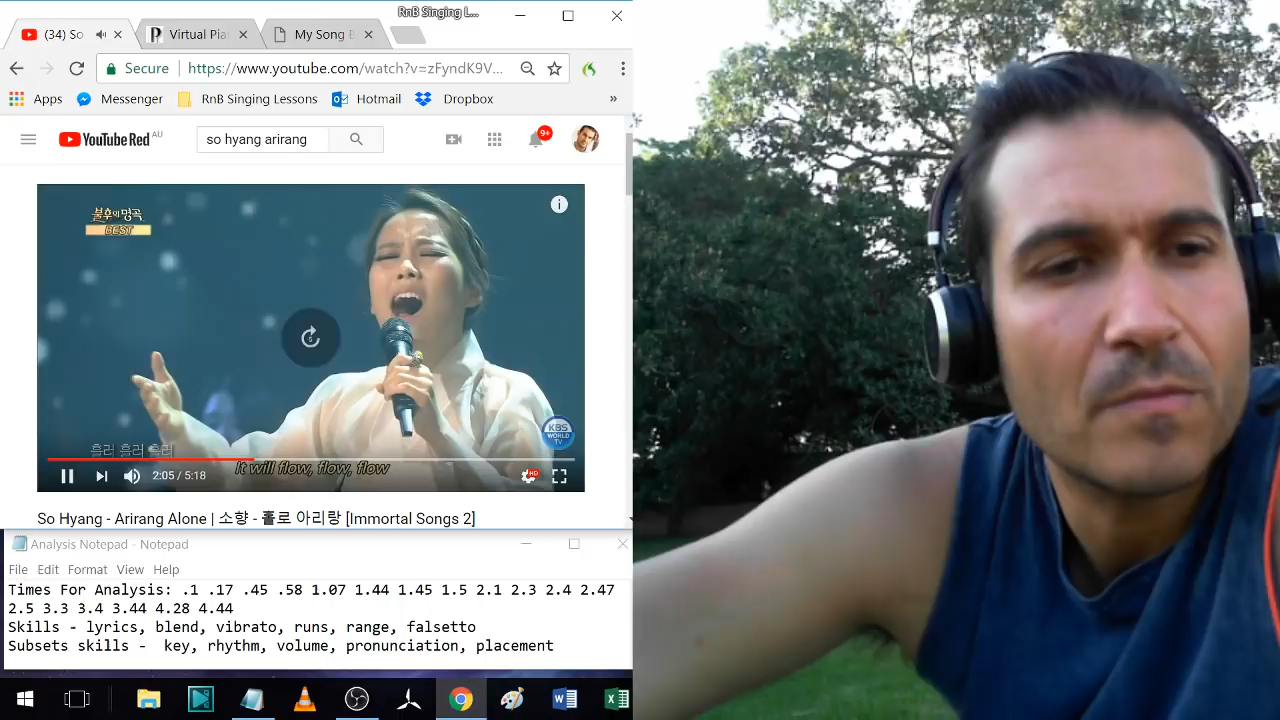 RnB Singing L...
(34) So
Virtual Pia
My Song B
Secure
https://www.youtube.com/watch?v=zFyndK9V...
Apps
Messenger
RnB Singing Lessons
Hotmail
Dropbox
»
YouTube Red AU
so hyang arirang
9+
불후의 명곡
BEST
5
KBS
WORLD
TV
흘러 흘러 흘러
It will flow, flow, flow
2:05 / 5:18
HD
So Hyang - Arirang Alone | 소향 - 홀로 아리랑 [Immortal Songs 2]
Analysis Notepad - Notepad
File Edit Format View Help
Times For Analysis: .1 .17 .45 .58 1.07 1.44 1.45 1.5 2.1 2.3 2.4 2.47
2.5 3.3 3.4 3.44 4.28 4.44
Skills - lyrics, blend, vibrato, runs, range, falsetto
Subsets skills - key, rhythm, volume, pronunciation, placement